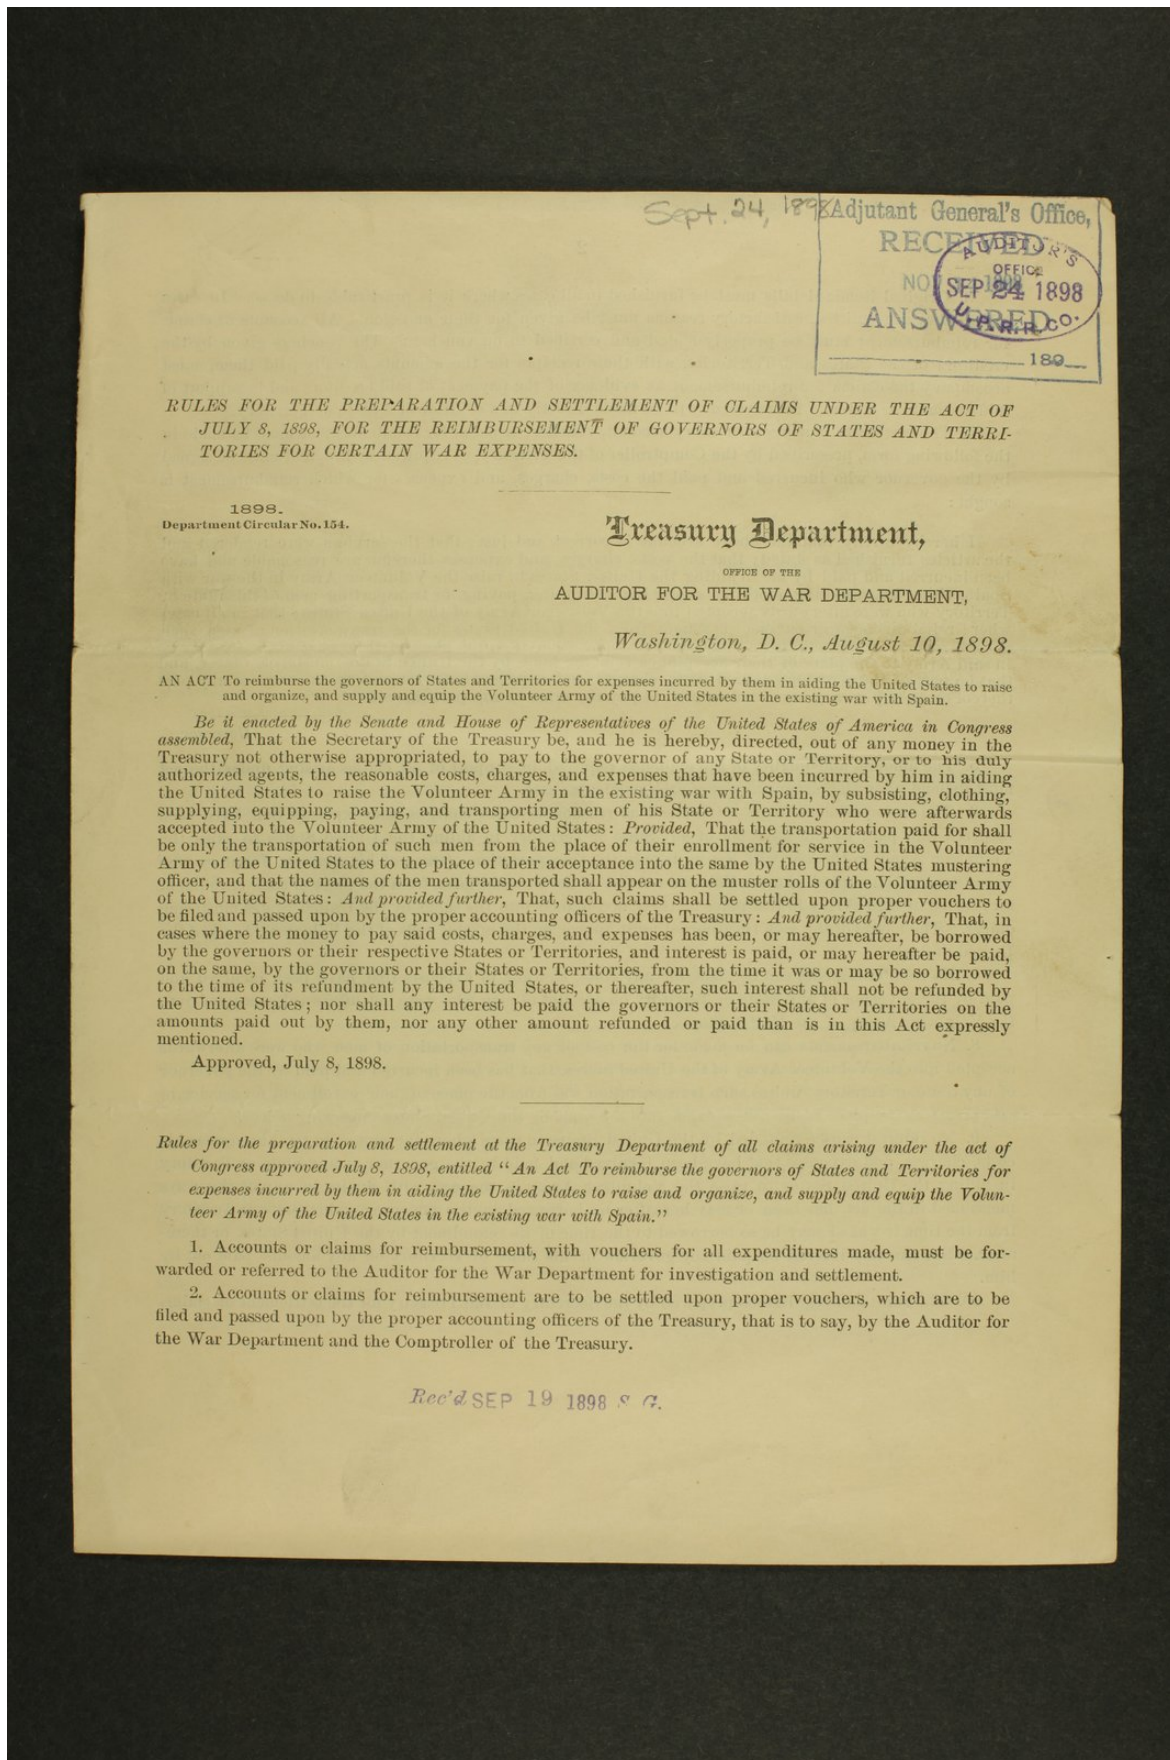 Sept. 24, 1898
Adjutant General's Office,
RECEIVED
NOV 1898
ANSWERED
189
AUDITOR'S
OFFICE
SEP 24 1898
U.P.R.R.CO.
RULES FOR THE PREPARATION AND SETTLEMENT OF CLAIMS UNDER THE ACT OF
JULY 8, 1898, FOR THE REIMBURSEMENT OF GOVERNORS OF STATES AND TERRI-
TORIES FOR CERTAIN WAR EXPENSES.
1898.
Department Circular No. 154.
Treasury Department,
OFFICE OF THE
AUDITOR FOR THE WAR DEPARTMENT,
Washington, D. C., August 10, 1898.
AN ACT To reimburse the governors of States and Territories for expenses incurred by them in aiding the United States to raise
and organize, and supply and equip the Volunteer Army of the United States in the existing war with Spain.
Be it enacted by the Senate and House of Representatives of the United States of America in Congress
assembled, That the Secretary of the Treasury be, and he is hereby, directed, out of any money in the
Treasury not otherwise appropriated, to pay to the governor of any State or Territory, or to his duly
authorized agents, the reasonable costs, charges, and expenses that have been incurred by him in aiding
the United States to raise the Volunteer Army in the existing war with Spain, by subsisting, clothing,
supplying, equipping, paying, and transporting men of his State or Territory who were afterwards
accepted into the Volunteer Army of the United States: Provided, That the transportation paid for shall
be only the transportation of such men from the place of their enrollment for service in the Volunteer
Army of the United States to the place of their acceptance into the same by the United States mustering
officer, and that the names of the men transported shall appear on the muster rolls of the Volunteer Army
of the United States: And provided further, That, such claims shall be settled upon proper vouchers to
be filed and passed upon by the proper accounting officers of the Treasury: And provided further, That, in
cases where the money to pay said costs, charges, and expenses has been, or may hereafter, be borrowed
by the governors or their respective States or Territories, and interest is paid, or may hereafter be paid,
on the same, by the governors or their States or Territories, from the time it was or may be so borrowed
to the time of its refundment by the United States, or thereafter, such interest shall not be refunded by
the United States; nor shall any interest be paid the governors or their States or Territories on the
amounts paid out by them, nor any other amount refunded or paid than is in this Act expressly
mentioned.
Approved, July 8, 1898.
Rules for the preparation and settlement at the Treasury Department of all claims arising under the act of
Congress approved July 8, 1898, entitled "An Act To reimburse the governors of States and Territories for
expenses incurred by them in aiding the United States to raise and organize, and supply and equip the Volun-
teer Army of the United States in the existing war with Spain."
1. Accounts or claims for reimbursement, with vouchers for all expenditures made, must be for-
warded or referred to the Auditor for the War Department for investigation and settlement.
2. Accounts or claims for reimbursement are to be settled upon proper vouchers, which are to be
filed and passed upon by the proper accounting officers of the Treasury, that is to say, by the Auditor for
the War Department and the Comptroller of the Treasury.
Rec'd SEP 19 1898 S. G.